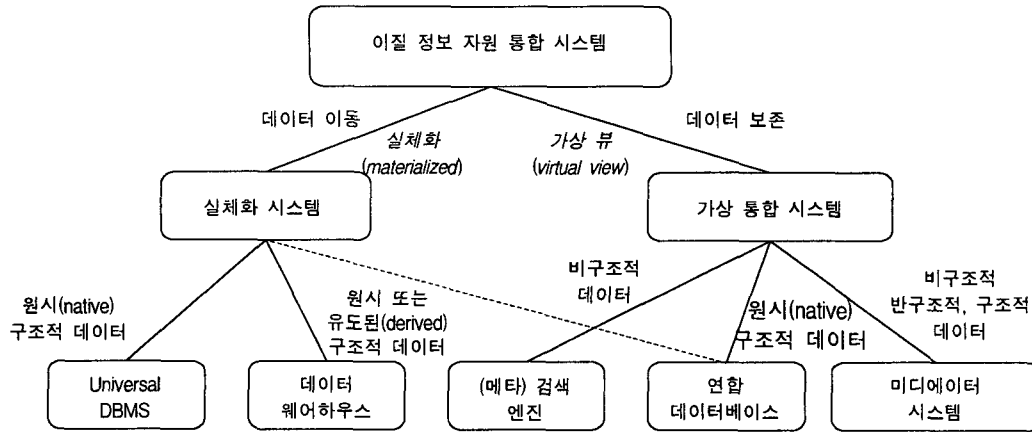 이질 정보 자원 통합 시스템
데이터 이동
실체화
(materialized)
가상 뷰
(virtual view)
데이터 보존
실체화 시스템
가상 통합 시스템
원시(native)
구조적 데이터
원시 또는
유도된(derived)
구조적 데이터
비구조적
데이터
원시(native)
구조적 데이터
비구조적
반구조적, 구조적
데이터
Universal
DBMS
데이터
웨어하우스
(메타) 검색
엔진
연합
데이터베이스
미디에이터
시스템